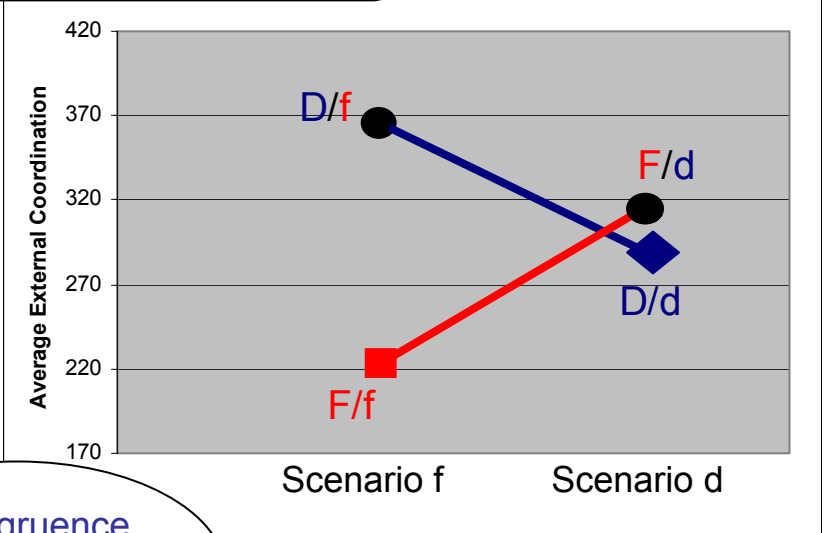 420
370
320
270
220
170
Average External Coordination
D/f
F/d
D/d
F/f
Scenario f Scenario d